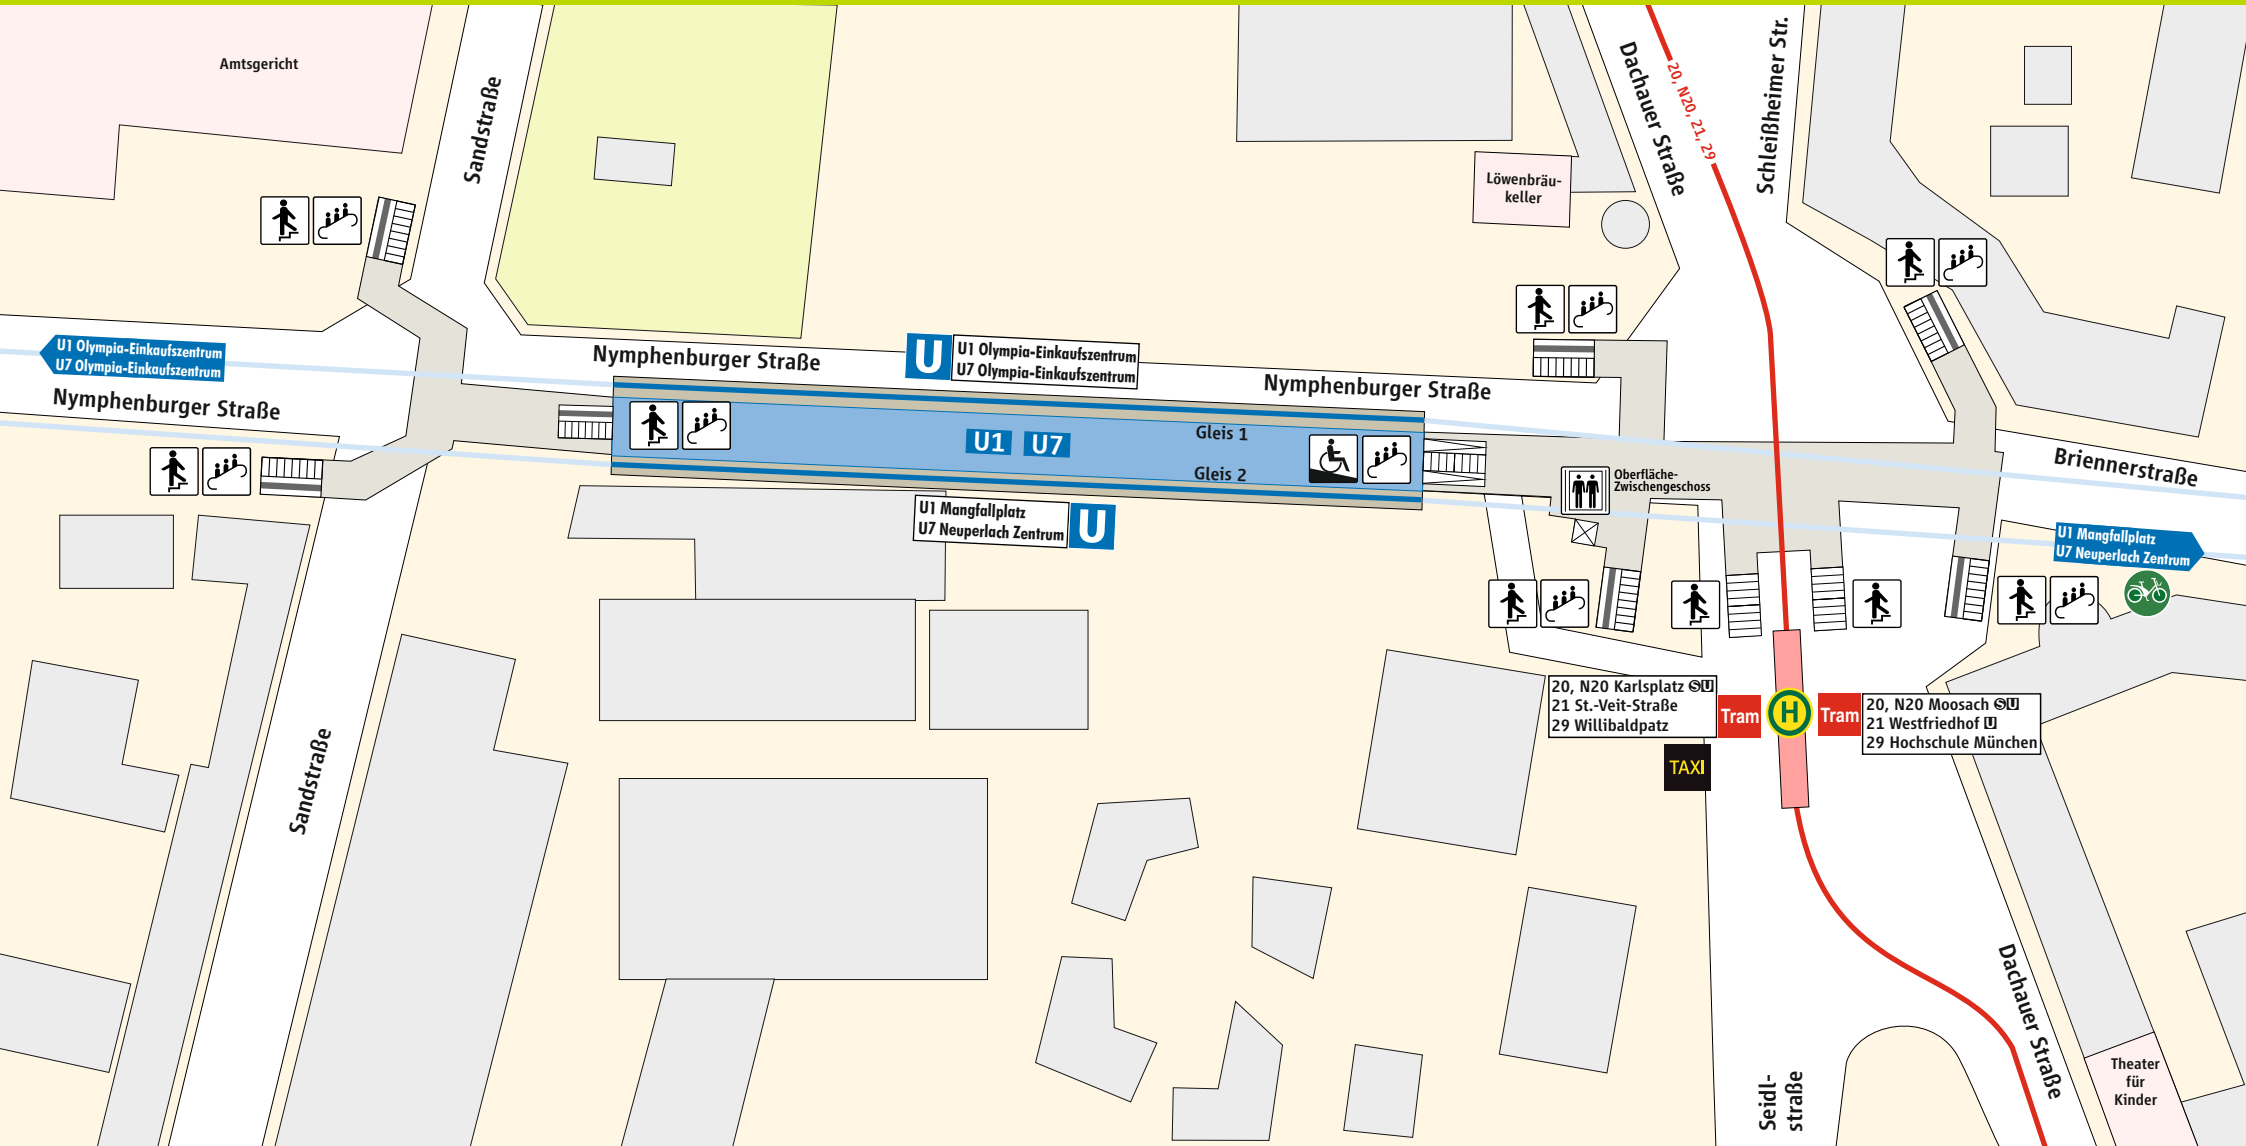 Amtsgericht
Sandstraße
Dachauer Straße
20, N20, 21, 29
Schleißheimer Str.
Löwenbräu-
keller
U1 Olympia-Einkaufszentrum
U7 Olympia-Einkaufszentrum
Nymphenburger Straße
Nymphenburger Straße
U
U1 Olympia-Einkaufszentrum
U7 Olympia-Einkaufszentrum
Nymphenburger Straße
Gleis 1
U1
U7
Gleis 2
Oberfläche-
Zwischengeschoss
Briennerstraße
U1 Mangfallplatz
U7 Neuperlach Zentrum
U
U1 Mangfallplatz
U7 Neuperlach Zentrum
20, N20 Karlsplatz S U
21 St.-Veit-Straße
29 Willibaldpatz
Tram
H
Tram
20, N20 Moosach S U
21 Westfriedhof U
29 Hochschule München
TAXI
Sandstraße
Dachauer Straße
Seidl-
straße
Theater
für
Kinder